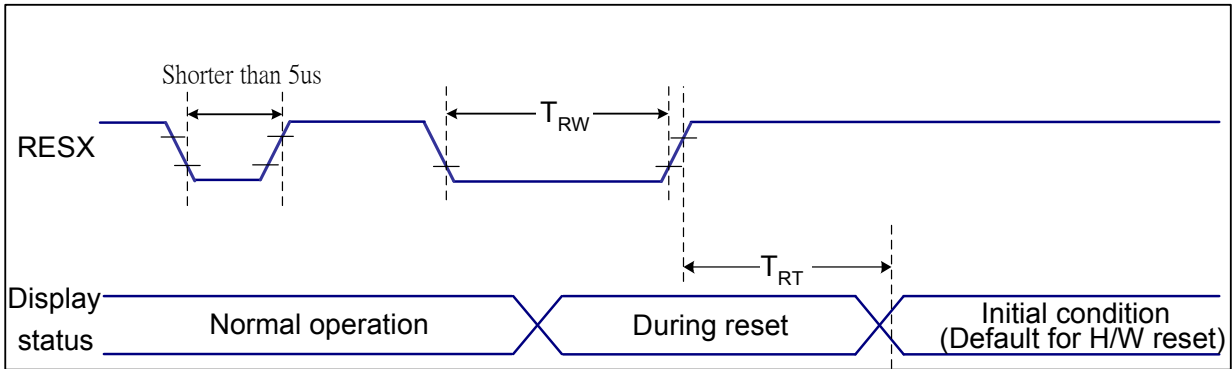 Shorter than 5us
RESX
TRW
TRT
Display
status
Normal operation
During reset
Initial condition
(Default for H/W reset)